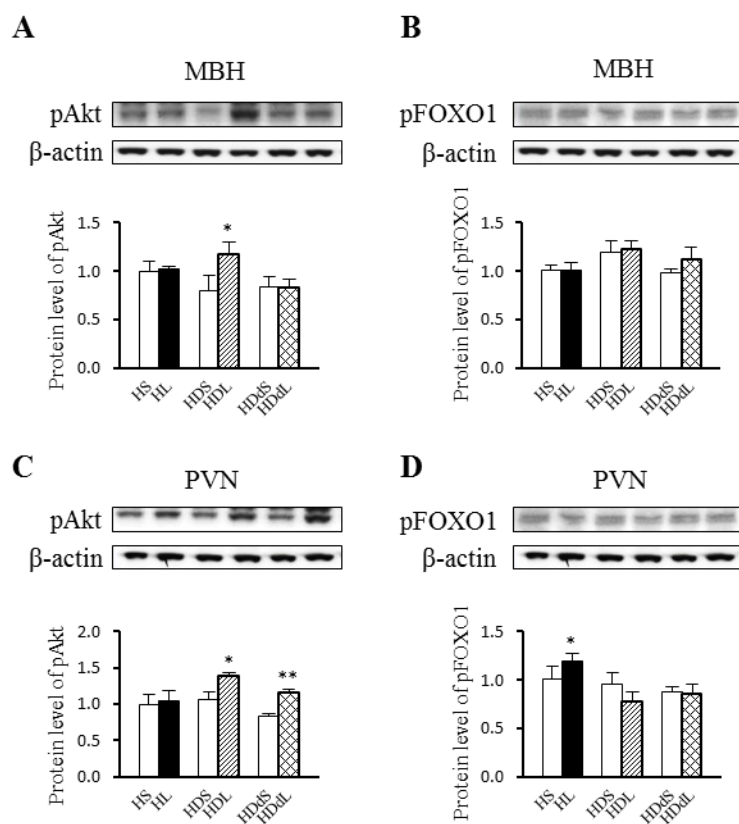 A
MBH
pAkt
β-actin
Protein level of pAkt
1.5
1.0
0.5
0.0
*
HS
HL
HDS
HDL
HDdS
HDdL
B
MBH
pFOXO1
β-actin
Protein level of pFOXO1
1.5
1.0
0.5
0.0
HS
HL
HDS
HDL
HDdS
HDdL
C
PVN
pAkt
β-actin
Protein level of pAkt
2.0
1.5
1.0
0.5
0.0
*
**
HS
HL
HDS
HDL
HDdS
HDdL
D
PVN
pFOXO1
β-actin
Protein level of pFOXO1
1.5
1.0
0.5
0.0
*
HS
HL
HDS
HDL
HDdS
HDdL